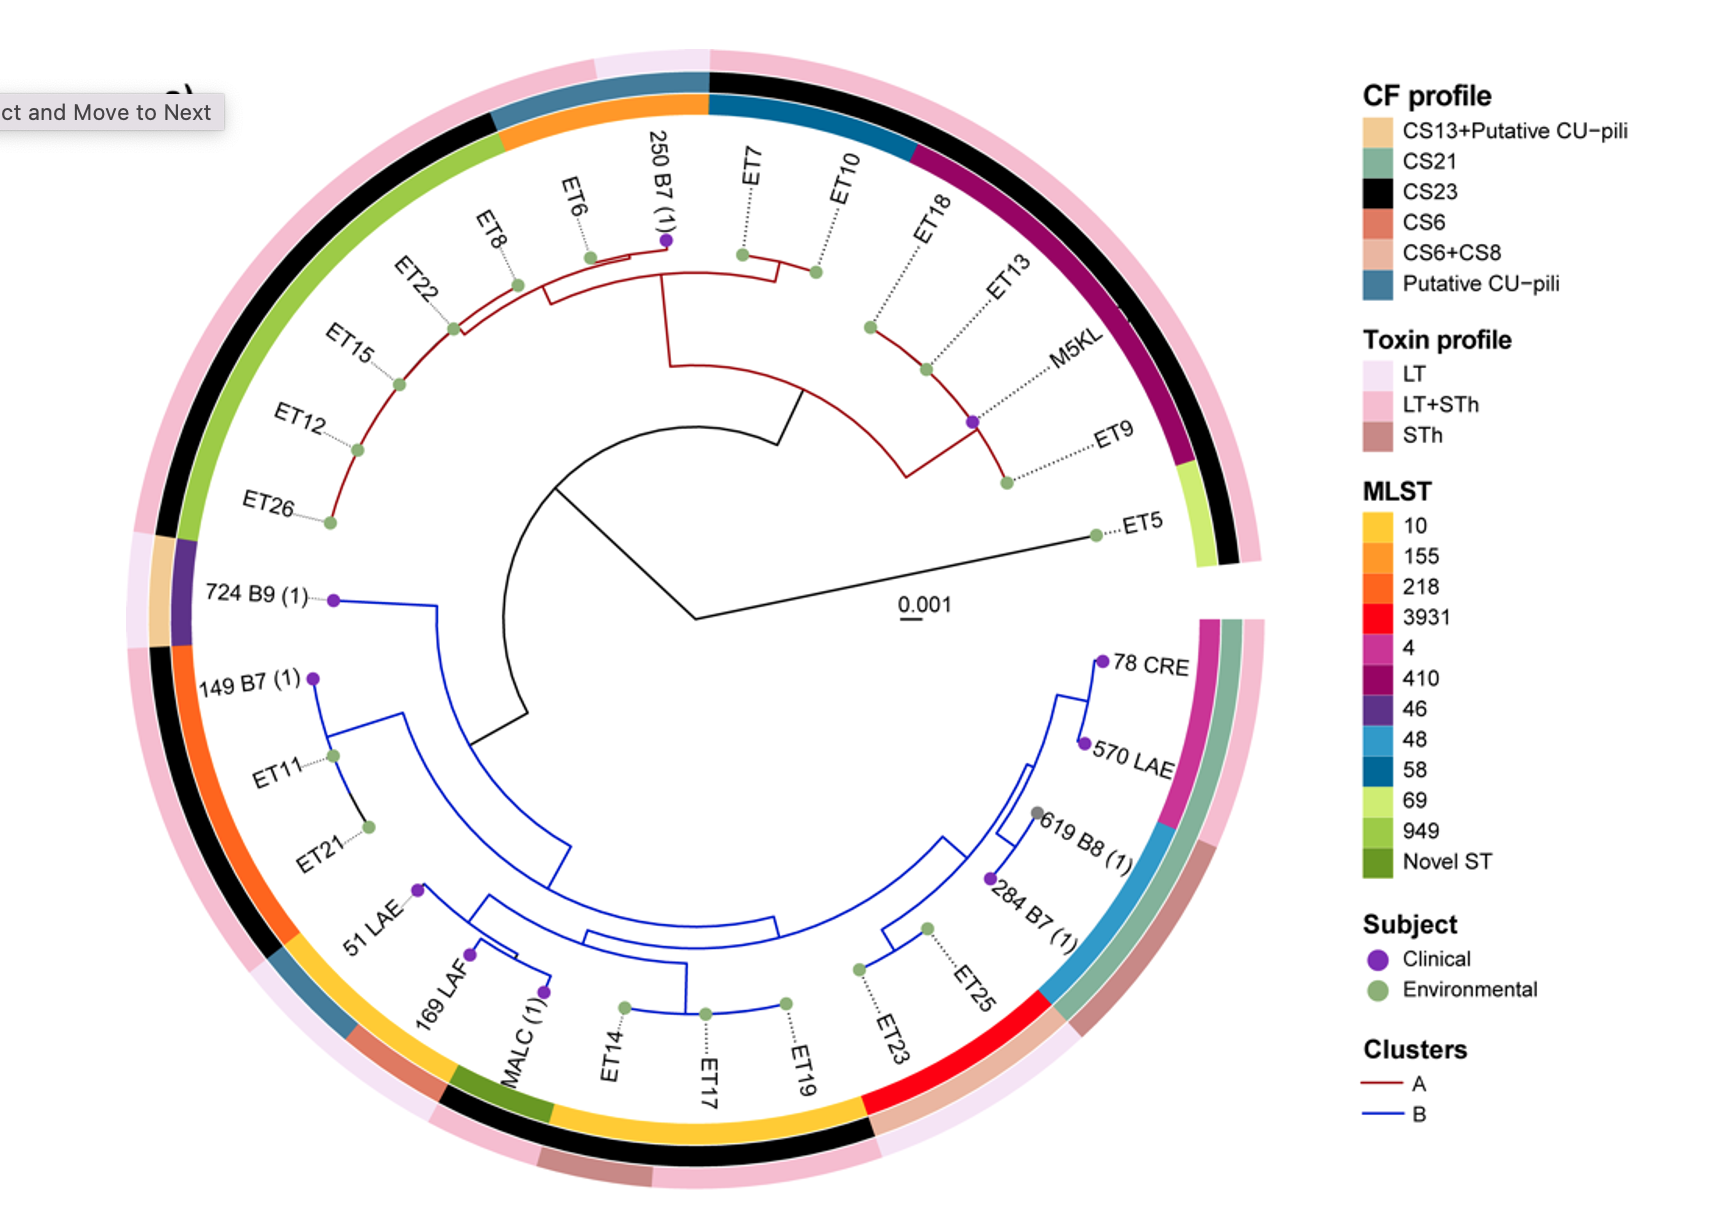 ct and Move to Next
250 B7 (1)
ET7
ET10
ET6
ET18
ET8
ET13
ET22
M5KL
ET15
ET9
ET12
ET26
ET5
724 B9 (1)
0.001
149 B7 (1)
78 CRE
570 LAE
ET11
619 B8 (1)
ET21
284 B7 (1)
51 LAE
169 LAF
ET25
MALC (1)
ET14
ET17
ET19
ET23
CF profile
CS13+Putative CU−pili
CS21
CS23
CS6
CS6+CS8
Putative CU−pili
Toxin profile
LT
LT+STh
STh
MLST
10
155
218
3931
4
410
46
48
58
69
949
Novel ST
Subject
Clinical
Environmental
Clusters
A
B